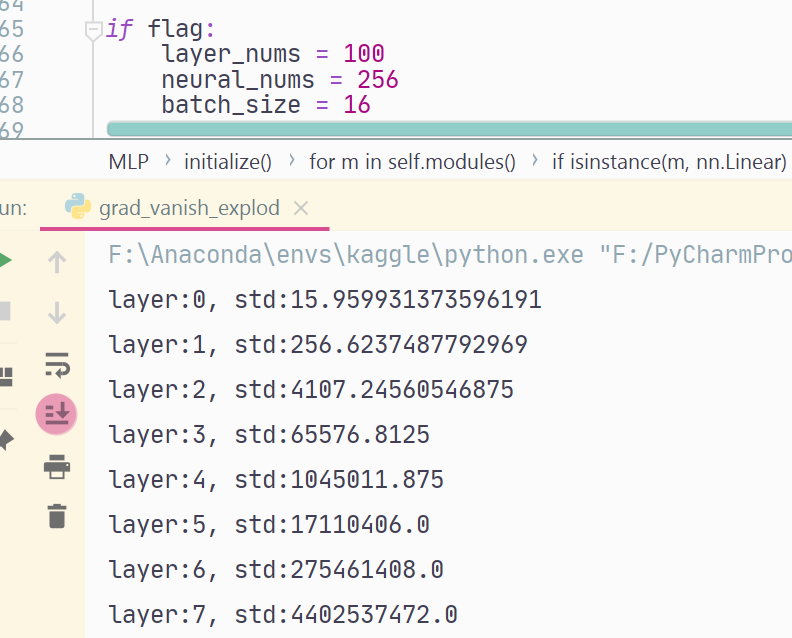 64
65 if flag:
66 layer_nums = 100
67 neural_nums = 256
68 batch_size = 16
69
MLP › initialize() › for m in self.modules() › if isinstance(m, nn.Linear)
un: grad_vanish_explod ×
F:\Anaconda\envs\kaggle\python.exe "F:/PyCharmPro
layer:0, std:15.959931373596191
layer:1, std:256.6237487792969
layer:2, std:4107.24560546875
layer:3, std:65576.8125
layer:4, std:1045011.875
layer:5, std:17110406.0
layer:6, std:275461408.0
layer:7, std:4402537472.0